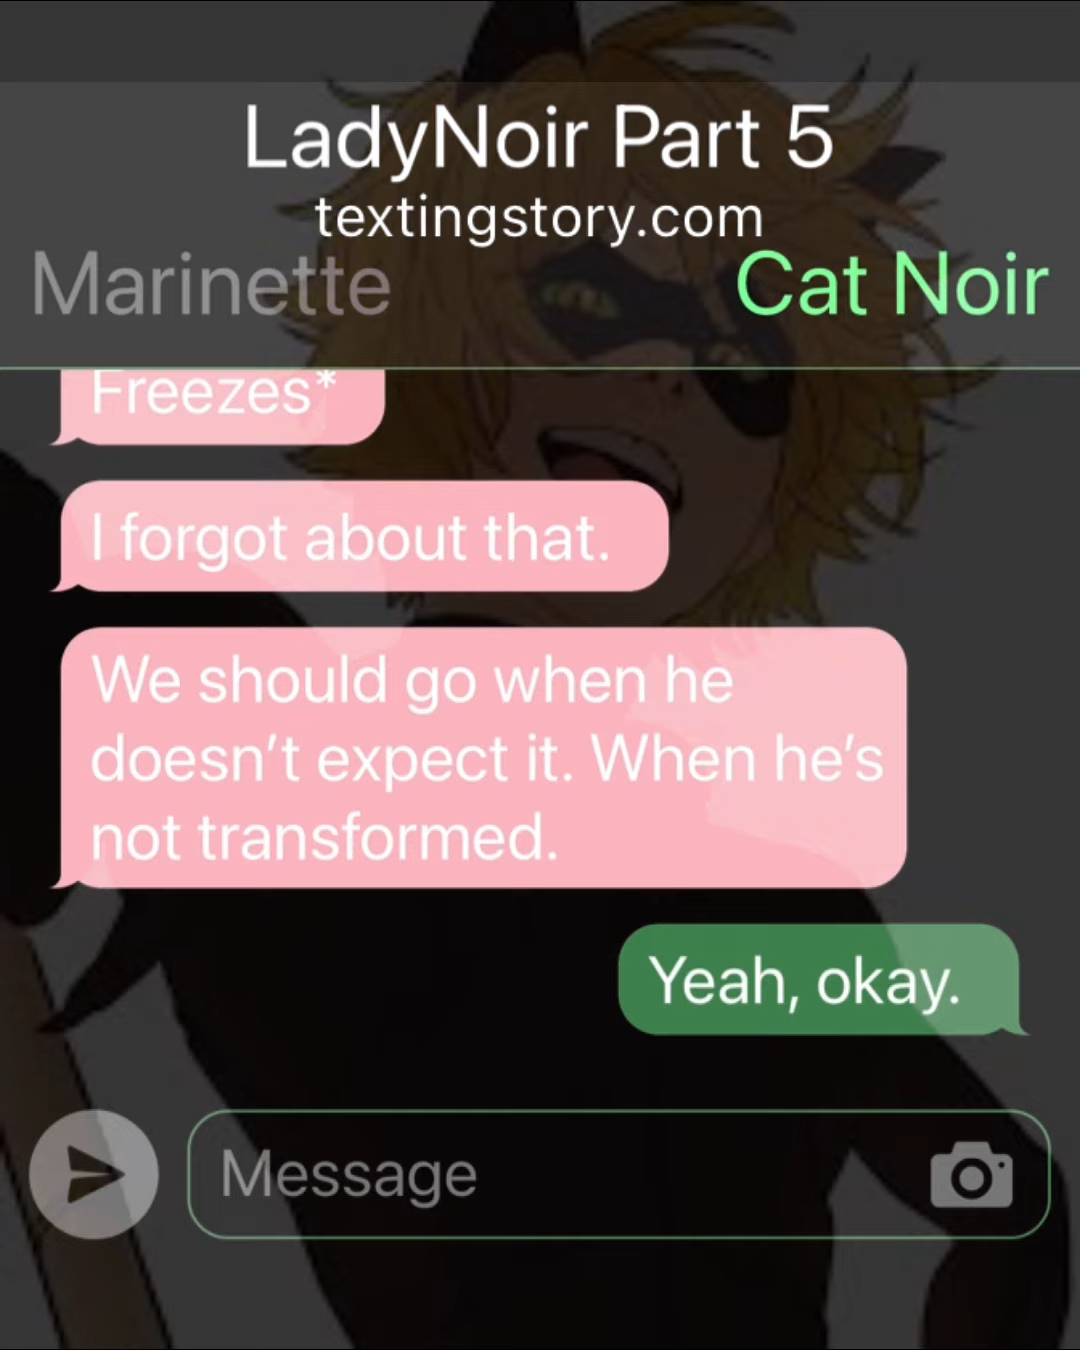 LadyNoir Part 5
textingstory.com
Marinette
Cat Noir
Freezes*
I forgot about that.
We should go when he
doesn’t expect it. When he’s
not transformed.
Yeah, okay.
Message